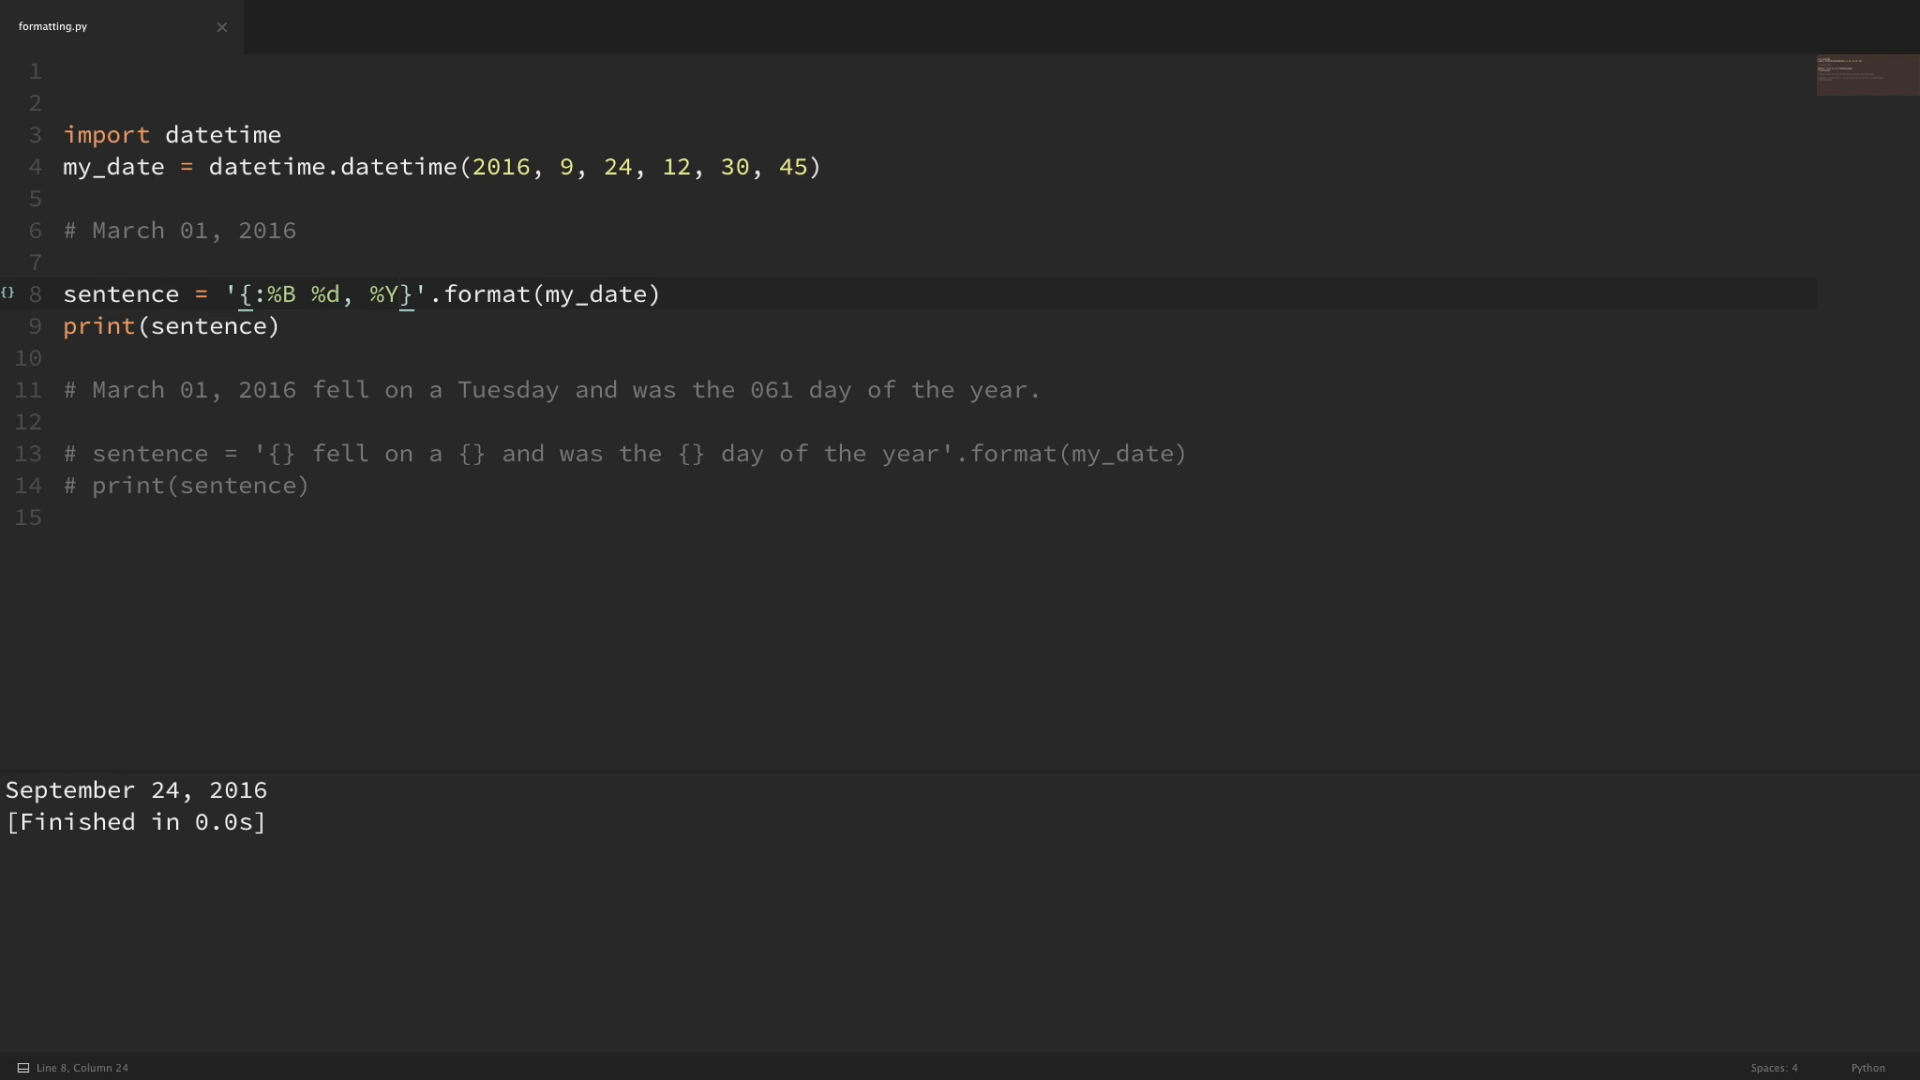 formatting.py ×
1
2
3 import datetime
4 my_date = datetime.datetime(2016, 9, 24, 12, 30, 45)
5
6 # March 01, 2016
7
{} 8 sentence = '{:%B %d, %Y}'.format(my_date)
9 print(sentence)
10
11 # March 01, 2016 fell on a Tuesday and was the 061 day of the year.
12
13 # sentence = '{} fell on a {} and was the {} day of the year'.format(my_date)
14 # print(sentence)
15
September 24, 2016
[Finished in 0.0s]
Line 8, Column 24 Spaces: 4 Python